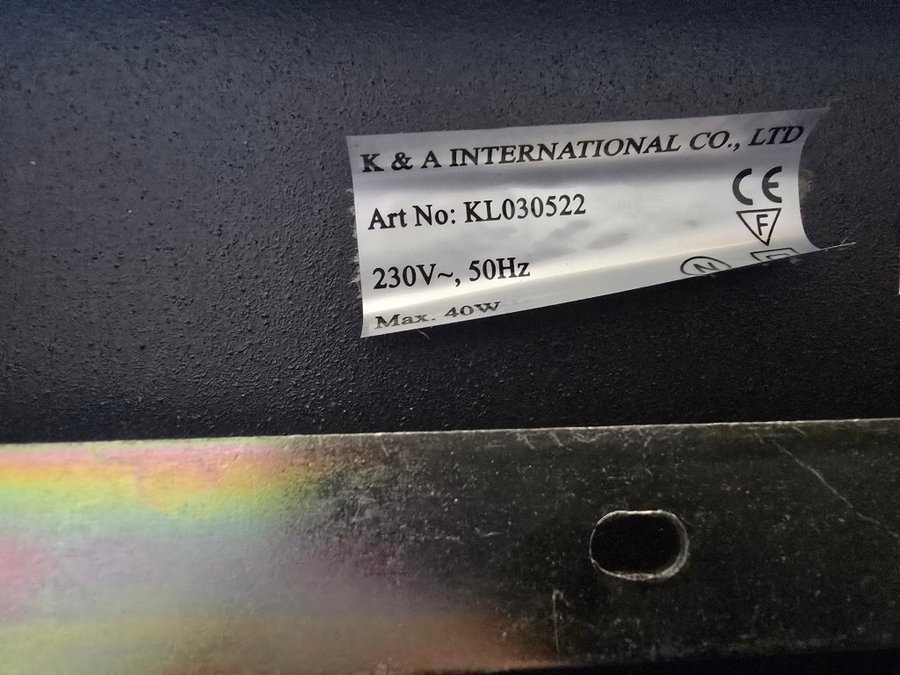 K & A INTERNATIONAL CO., LTD
Art No: KL030522
CE
F
230V~, 50Hz
N
Max. 40W